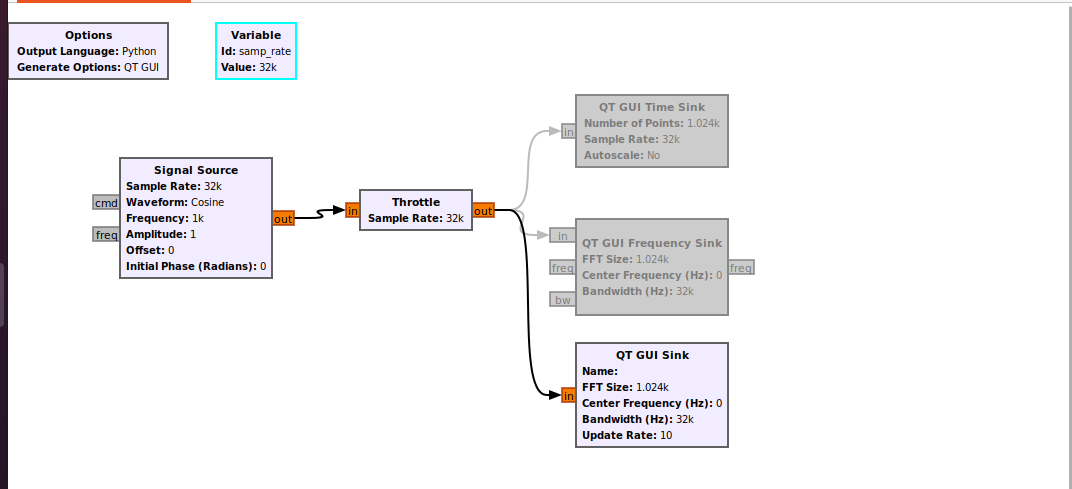 Options
Output Language: Python
Generate Options: QT GUI
Variable
Id: samp_rate
Value: 32k
QT GUI Time Sink
Number of Points: 1.024k
Sample Rate: 32k
Autoscale: No
in
Signal Source
Sample Rate: 32k
Waveform: Cosine
Frequency: 1k
Amplitude: 1
Offset: 0
Initial Phase (Radians): 0
cmd
freq
out
Throttle
Sample Rate: 32k
in
out
QT GUI Frequency Sink
FFT Size: 1.024k
Center Frequency (Hz): 0
Bandwidth (Hz): 32k
in
freq
bw
freq
QT GUI Sink
Name:
FFT Size: 1.024k
Center Frequency (Hz): 0
Bandwidth (Hz): 32k
Update Rate: 10
in